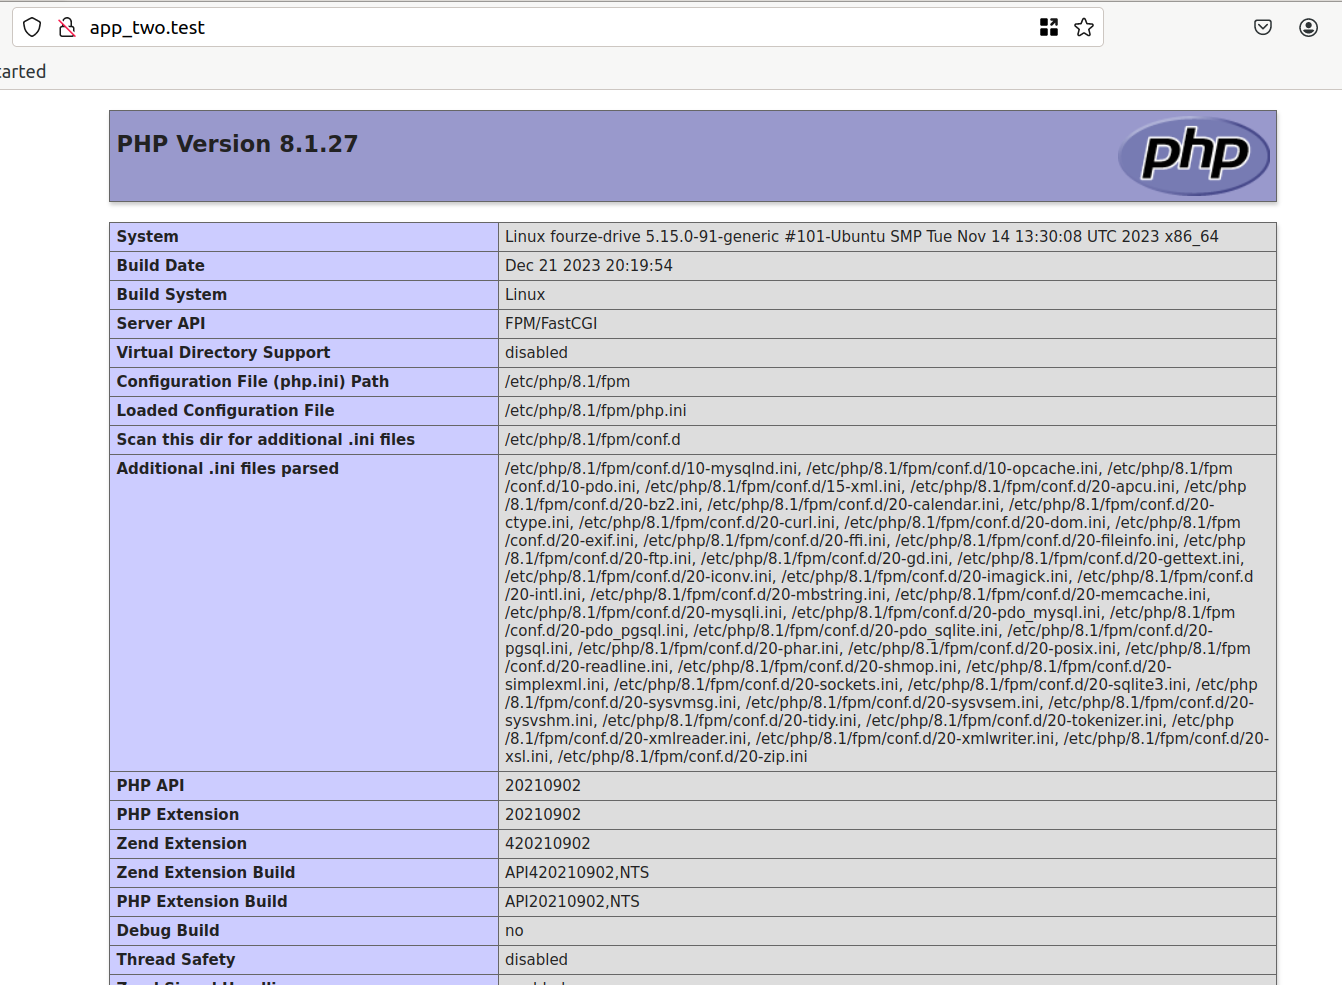 app_two.test
arted
PHP Version 8.1.27
php
System Linux fourze-drive 5.15.0-91-generic #101-Ubuntu SMP Tue Nov 14 13:30:08 UTC 2023 x86_64
Build Date Dec 21 2023 20:19:54
Build System Linux
Server API FPM/FastCGI
Virtual Directory Support disabled
Configuration File (php.ini) Path /etc/php/8.1/fpm
Loaded Configuration File /etc/php/8.1/fpm/php.ini
Scan this dir for additional .ini files /etc/php/8.1/fpm/conf.d
Additional .ini files parsed /etc/php/8.1/fpm/conf.d/10-mysqlnd.ini, /etc/php/8.1/fpm/conf.d/10-opcache.ini, /etc/php/8.1/fpm
/conf.d/10-pdo.ini, /etc/php/8.1/fpm/conf.d/15-xml.ini, /etc/php/8.1/fpm/conf.d/20-apcu.ini, /etc/php
/8.1/fpm/conf.d/20-bz2.ini, /etc/php/8.1/fpm/conf.d/20-calendar.ini, /etc/php/8.1/fpm/conf.d/20-
ctype.ini, /etc/php/8.1/fpm/conf.d/20-curl.ini, /etc/php/8.1/fpm/conf.d/20-dom.ini, /etc/php/8.1/fpm
/conf.d/20-exif.ini, /etc/php/8.1/fpm/conf.d/20-ffi.ini, /etc/php/8.1/fpm/conf.d/20-fileinfo.ini, /etc/php
/8.1/fpm/conf.d/20-ftp.ini, /etc/php/8.1/fpm/conf.d/20-gd.ini, /etc/php/8.1/fpm/conf.d/20-gettext.ini,
/etc/php/8.1/fpm/conf.d/20-iconv.ini, /etc/php/8.1/fpm/conf.d/20-imagick.ini, /etc/php/8.1/fpm/conf.d
/20-intl.ini, /etc/php/8.1/fpm/conf.d/20-mbstring.ini, /etc/php/8.1/fpm/conf.d/20-memcache.ini,
/etc/php/8.1/fpm/conf.d/20-mysqli.ini, /etc/php/8.1/fpm/conf.d/20-pdo_mysql.ini, /etc/php/8.1/fpm
/conf.d/20-pdo_pgsql.ini, /etc/php/8.1/fpm/conf.d/20-pdo_sqlite.ini, /etc/php/8.1/fpm/conf.d/20-
pgsql.ini, /etc/php/8.1/fpm/conf.d/20-phar.ini, /etc/php/8.1/fpm/conf.d/20-posix.ini, /etc/php/8.1/fpm
/conf.d/20-readline.ini, /etc/php/8.1/fpm/conf.d/20-shmop.ini, /etc/php/8.1/fpm/conf.d/20-
simplexml.ini, /etc/php/8.1/fpm/conf.d/20-sockets.ini, /etc/php/8.1/fpm/conf.d/20-sqlite3.ini, /etc/php
/8.1/fpm/conf.d/20-sysvmsg.ini, /etc/php/8.1/fpm/conf.d/20-sysvsem.ini, /etc/php/8.1/fpm/conf.d/20-
sysvshm.ini, /etc/php/8.1/fpm/conf.d/20-tidy.ini, /etc/php/8.1/fpm/conf.d/20-tokenizer.ini, /etc/php
/8.1/fpm/conf.d/20-xmlreader.ini, /etc/php/8.1/fpm/conf.d/20-xmlwriter.ini, /etc/php/8.1/fpm/conf.d/20-
xsl.ini, /etc/php/8.1/fpm/conf.d/20-zip.ini
PHP API 20210902
PHP Extension 20210902
Zend Extension 420210902
Zend Extension Build API420210902,NTS
PHP Extension Build API20210902,NTS
Debug Build no
Thread Safety disabled